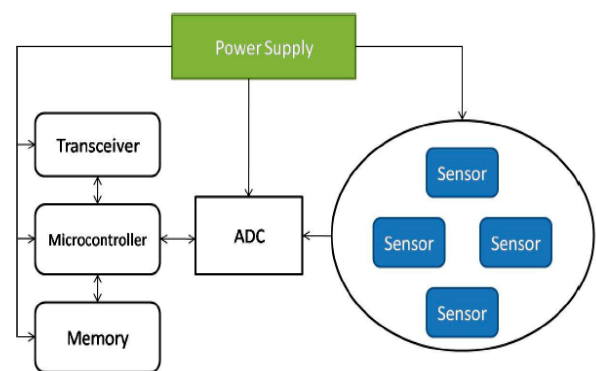 Power Supply
Transceiver
Sensor
Microcontroller
ADC
Sensor
Sensor
Memory
Sensor